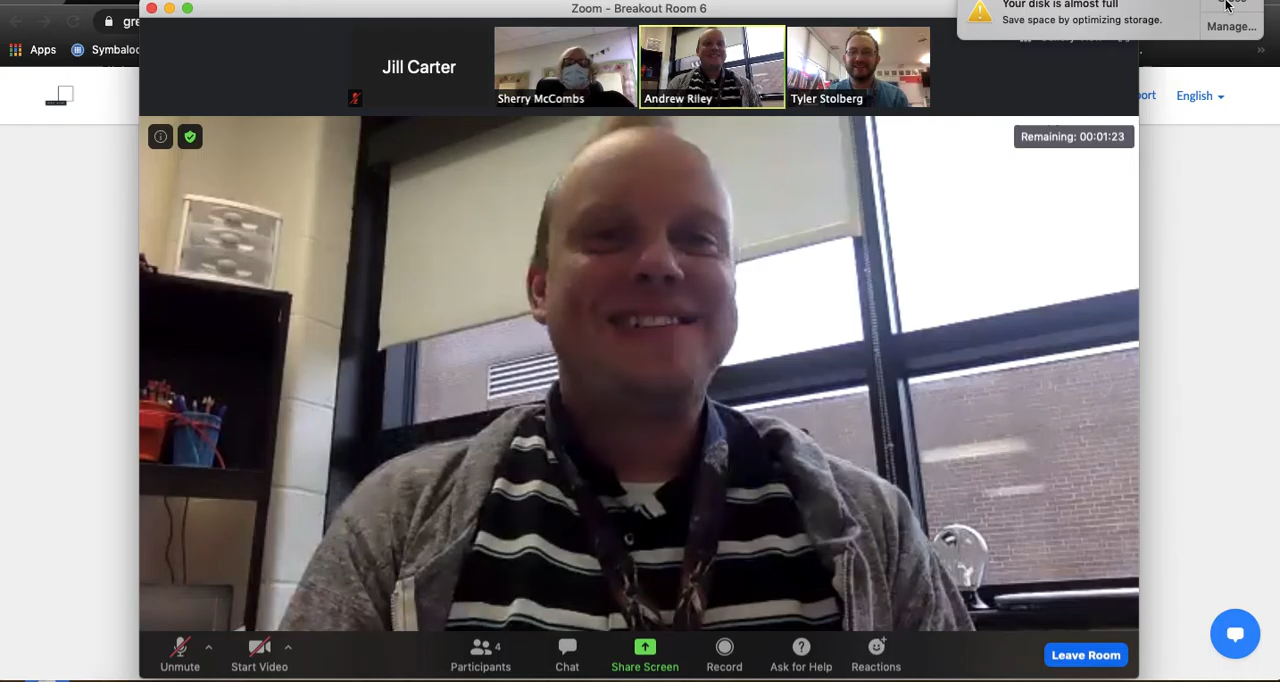 Zoom - Breakout Room 6
Your disk is almost full
Save space by optimizing storage.
Manage...
Apps
Jill Carter
Sherry McCombs
Andrew Riley
Tyler Stolberg
English
Remaining: 00:01:23
Unmute
Start Video
4
Participants
Chat
Share Screen
Record
Ask for Help
Reactions
Leave Room